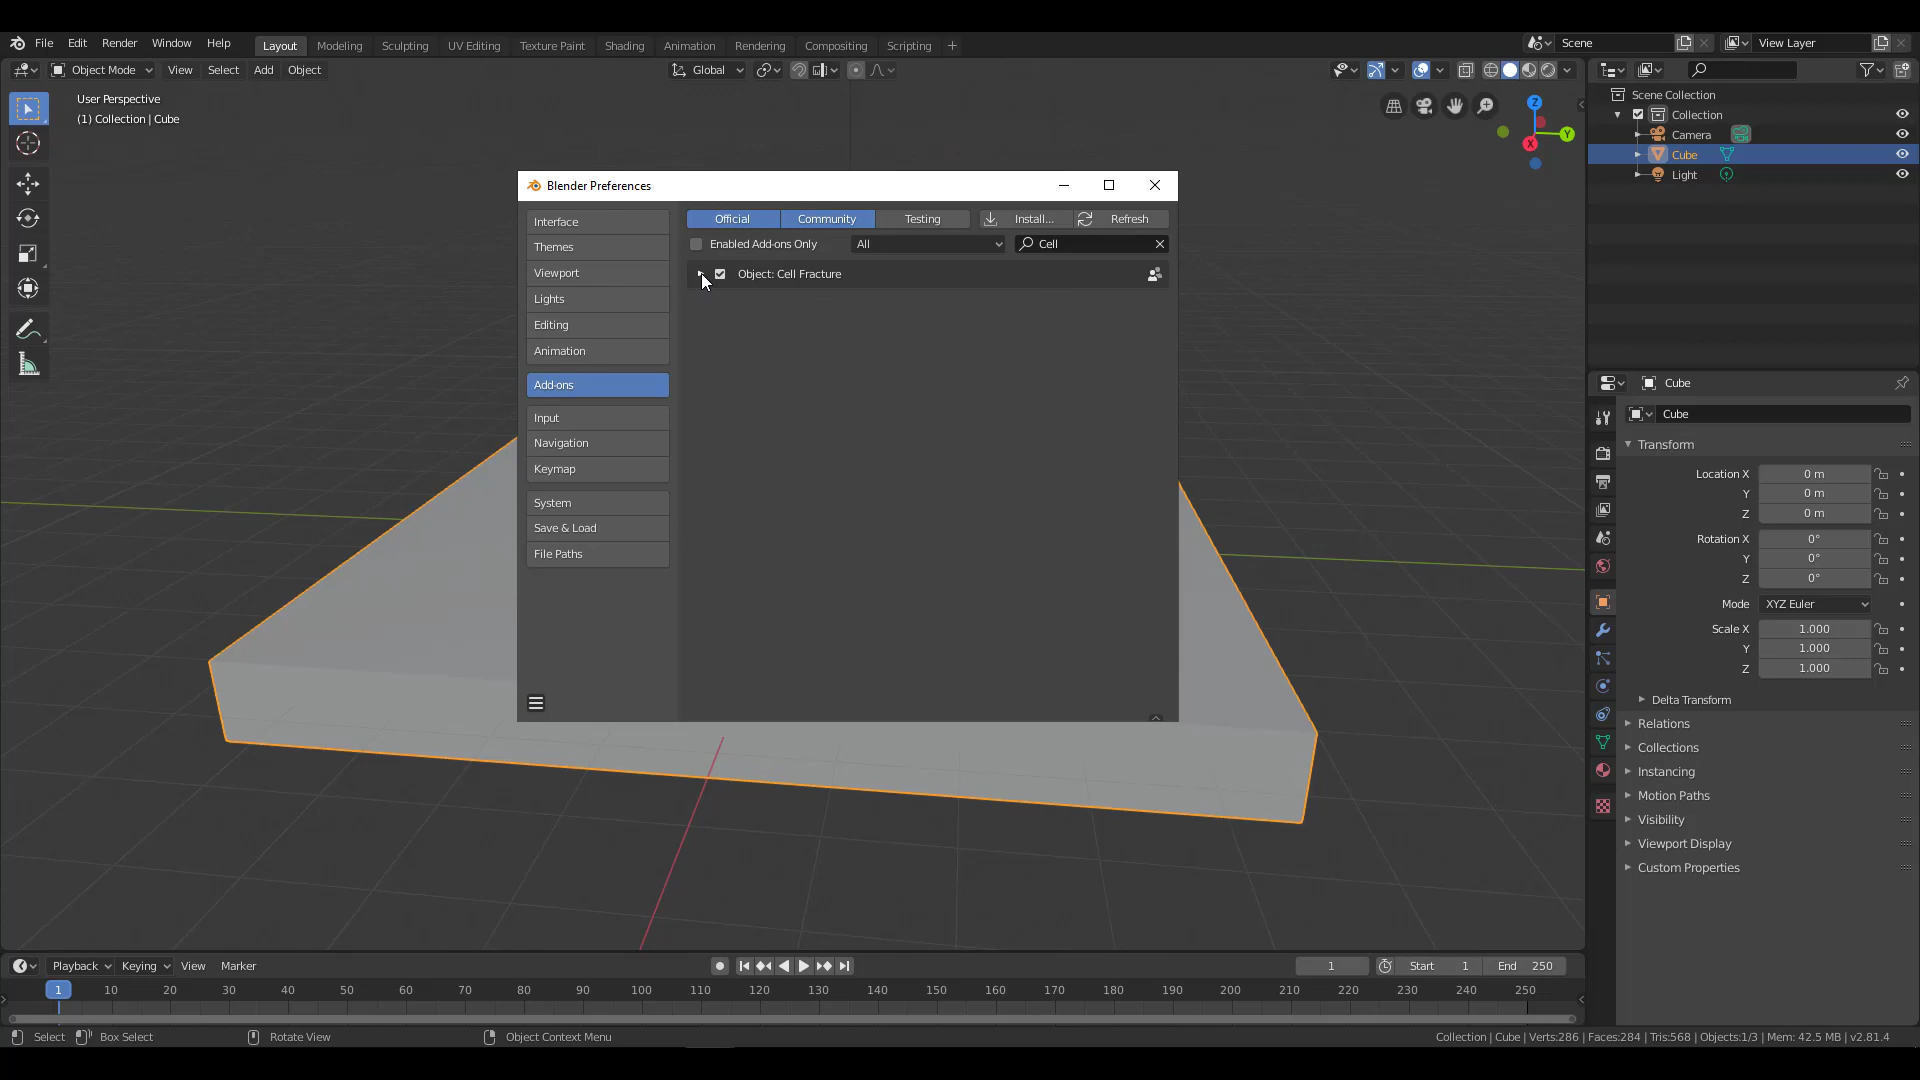 File Edit Render Window Help Layout Modeling Sculpting UV Editing Texture Paint Shading Animation Rendering Compositing Scripting + Scene View Layer
Object Mode View Select Add Object Global
User Perspective
(1) Collection | Cube
Z
Y
X
Scene Collection
Collection
Camera
Cube
Light
Blender Preferences
Interface
Themes
Viewport
Lights
Editing
Animation
Add-ons
Input
Navigation
Keymap
System
Save & Load
File Paths
Official Community Testing Install... Refresh
Enabled Add-ons Only All Cell
Object: Cell Fracture
Cube
Cube
Transform
Location X 0 m
Y 0 m
Z 0 m
Rotation X 0°
Y 0°
Z 0°
Mode XYZ Euler
Scale X 1.000
Y 1.000
Z 1.000
Delta Transform
Relations
Collections
Instancing
Motion Paths
Visibility
Viewport Display
Custom Properties
Playback Keying View Marker 1 Start 1 End 250
1 10 20 30 40 50 60 70 80 90 100 110 120 130 140 150 160 170 180 190 200 210 220 230 240 250
Select Box Select Rotate View Object Context Menu Collection | Cube | Verts:286 | Faces:284 | Tris:568 | Objects:1/3 | Mem: 42.5 MB | v2.81.4